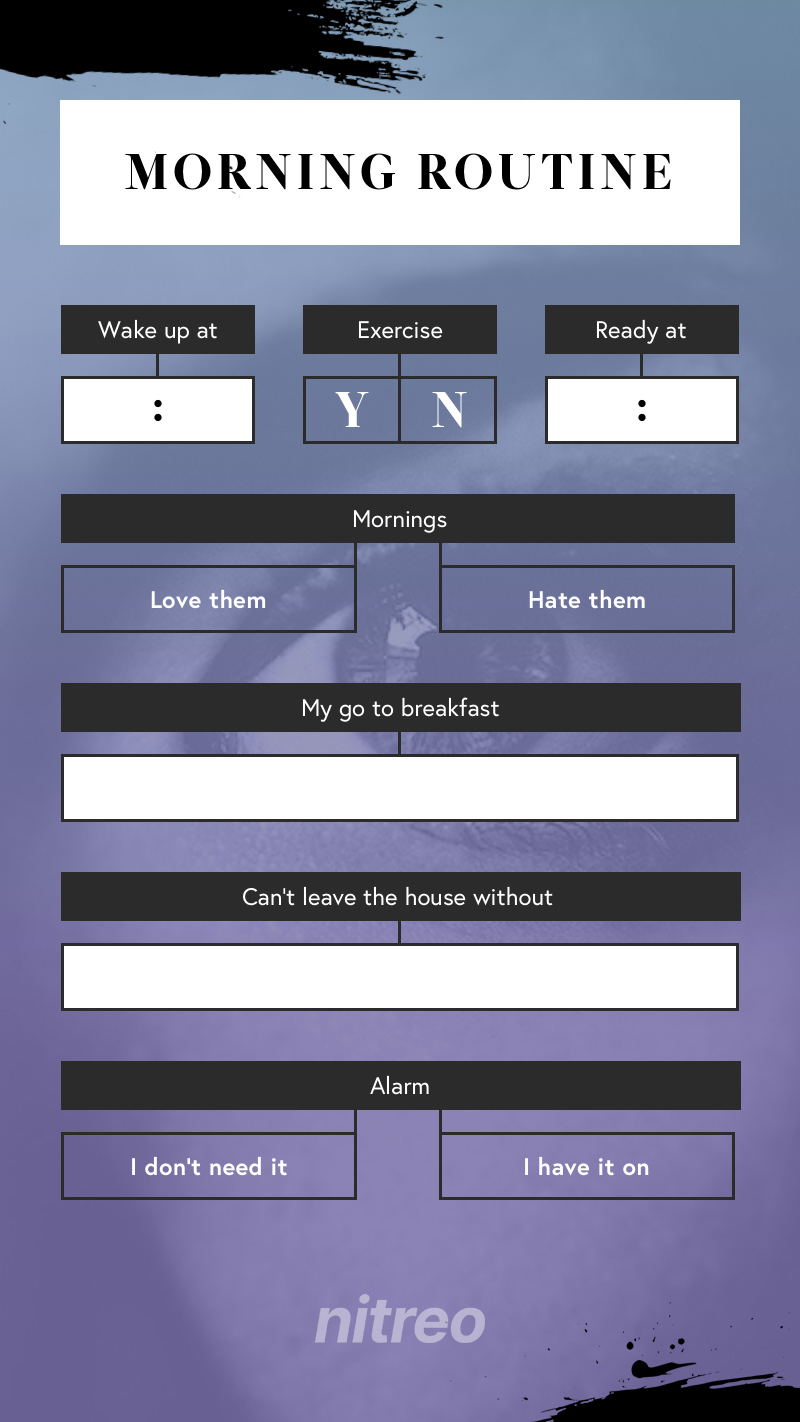 MORNING ROUTINE
Wake up at
Exercise
Ready at
:
Y N
:
Mornings
Love them
Hate them
My go to breakfast
Can't leave the house without
Alarm
I don't need it
I have it on
nitreo